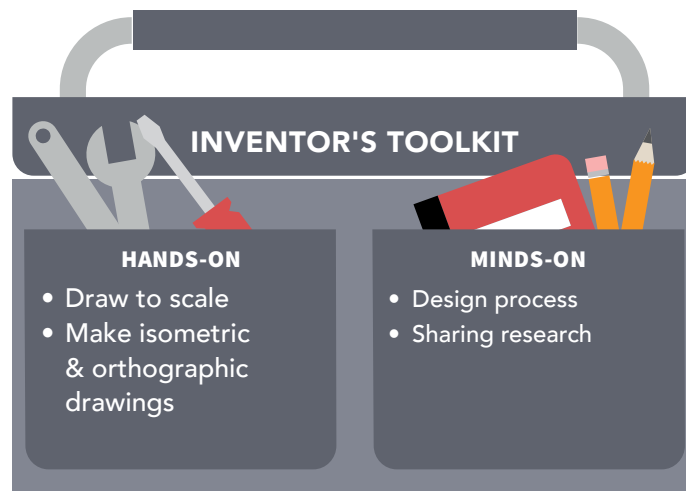 INVENTOR'S TOOLKIT
HANDS-ON
• Draw to scale
• Make isometric
& orthographic
drawings
MINDS-ON
• Design process
• Sharing research